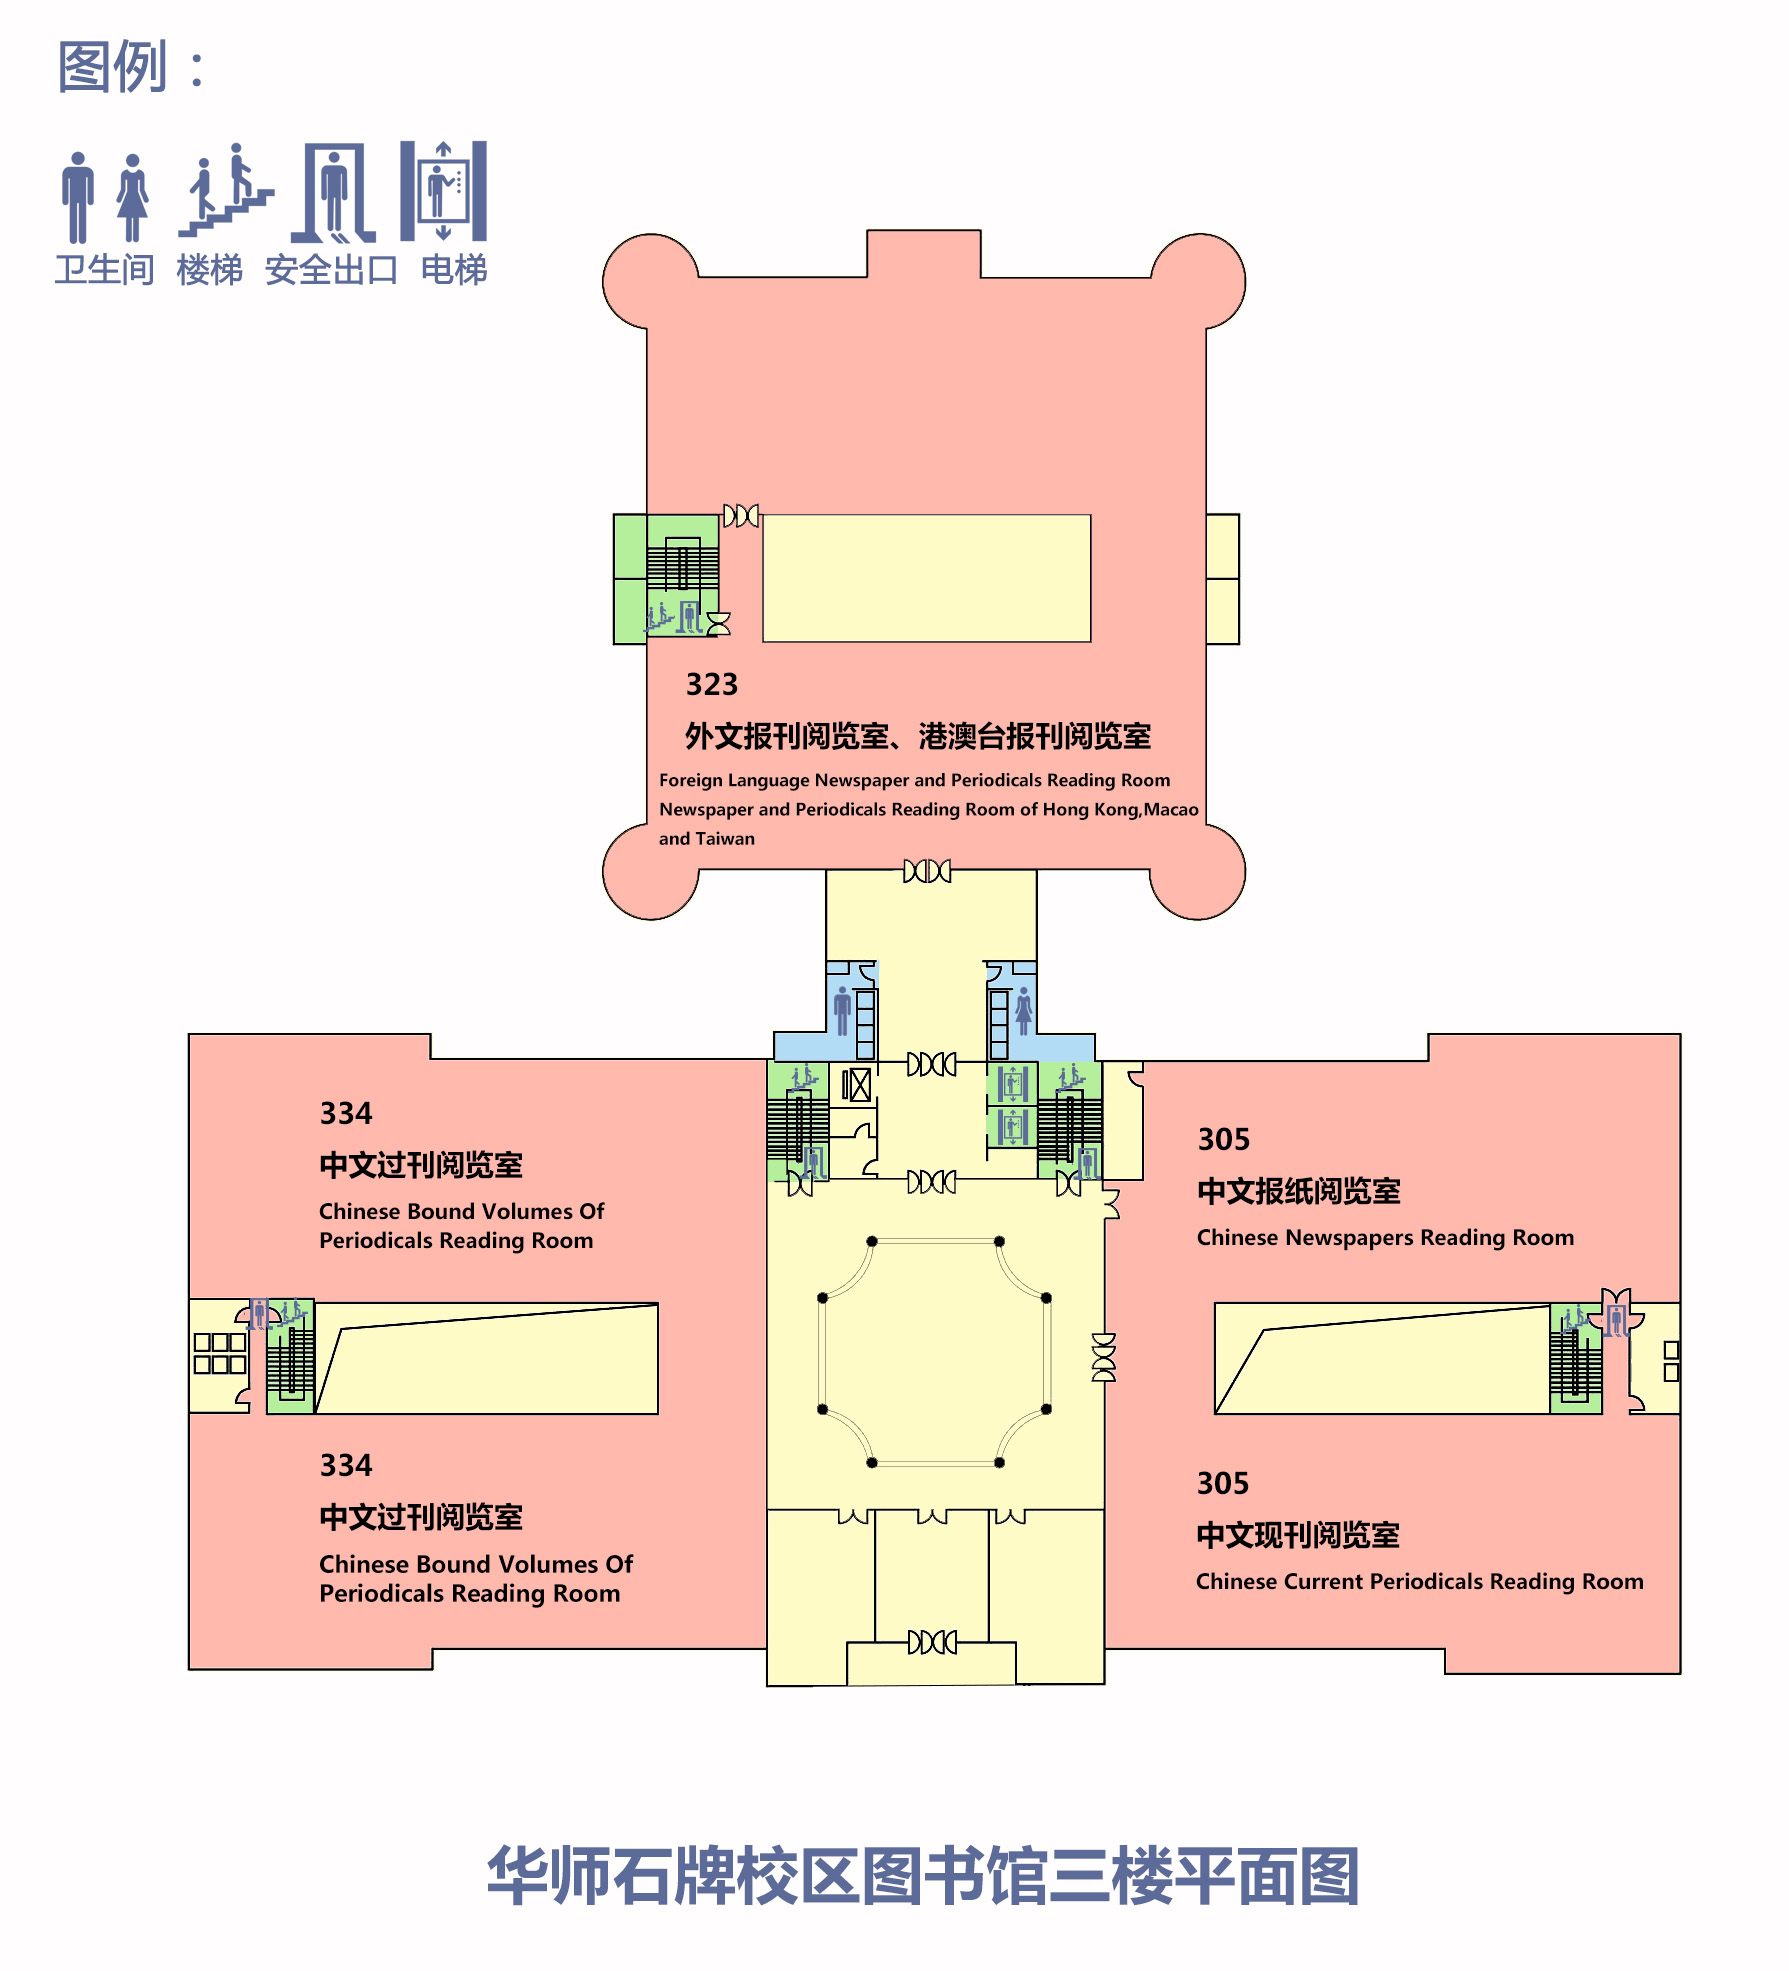 图例：
卫生间 楼梯 安全出口 电梯
323
外文报刊阅览室、港澳台报刊阅览室
Foreign Language Newspaper and Periodicals Reading Room
Newspaper and Periodicals Reading Room of Hong Kong,Macao
and Taiwan
334
中文过刊阅览室
Chinese Bound Volumes Of
Periodicals Reading Room
305
中文报纸阅览室
Chinese Newspapers Reading Room
334
中文过刊阅览室
Chinese Bound Volumes Of
Periodicals Reading Room
305
中文现刊阅览室
Chinese Current Periodicals Reading Room
华师石牌校区图书馆三楼平面图